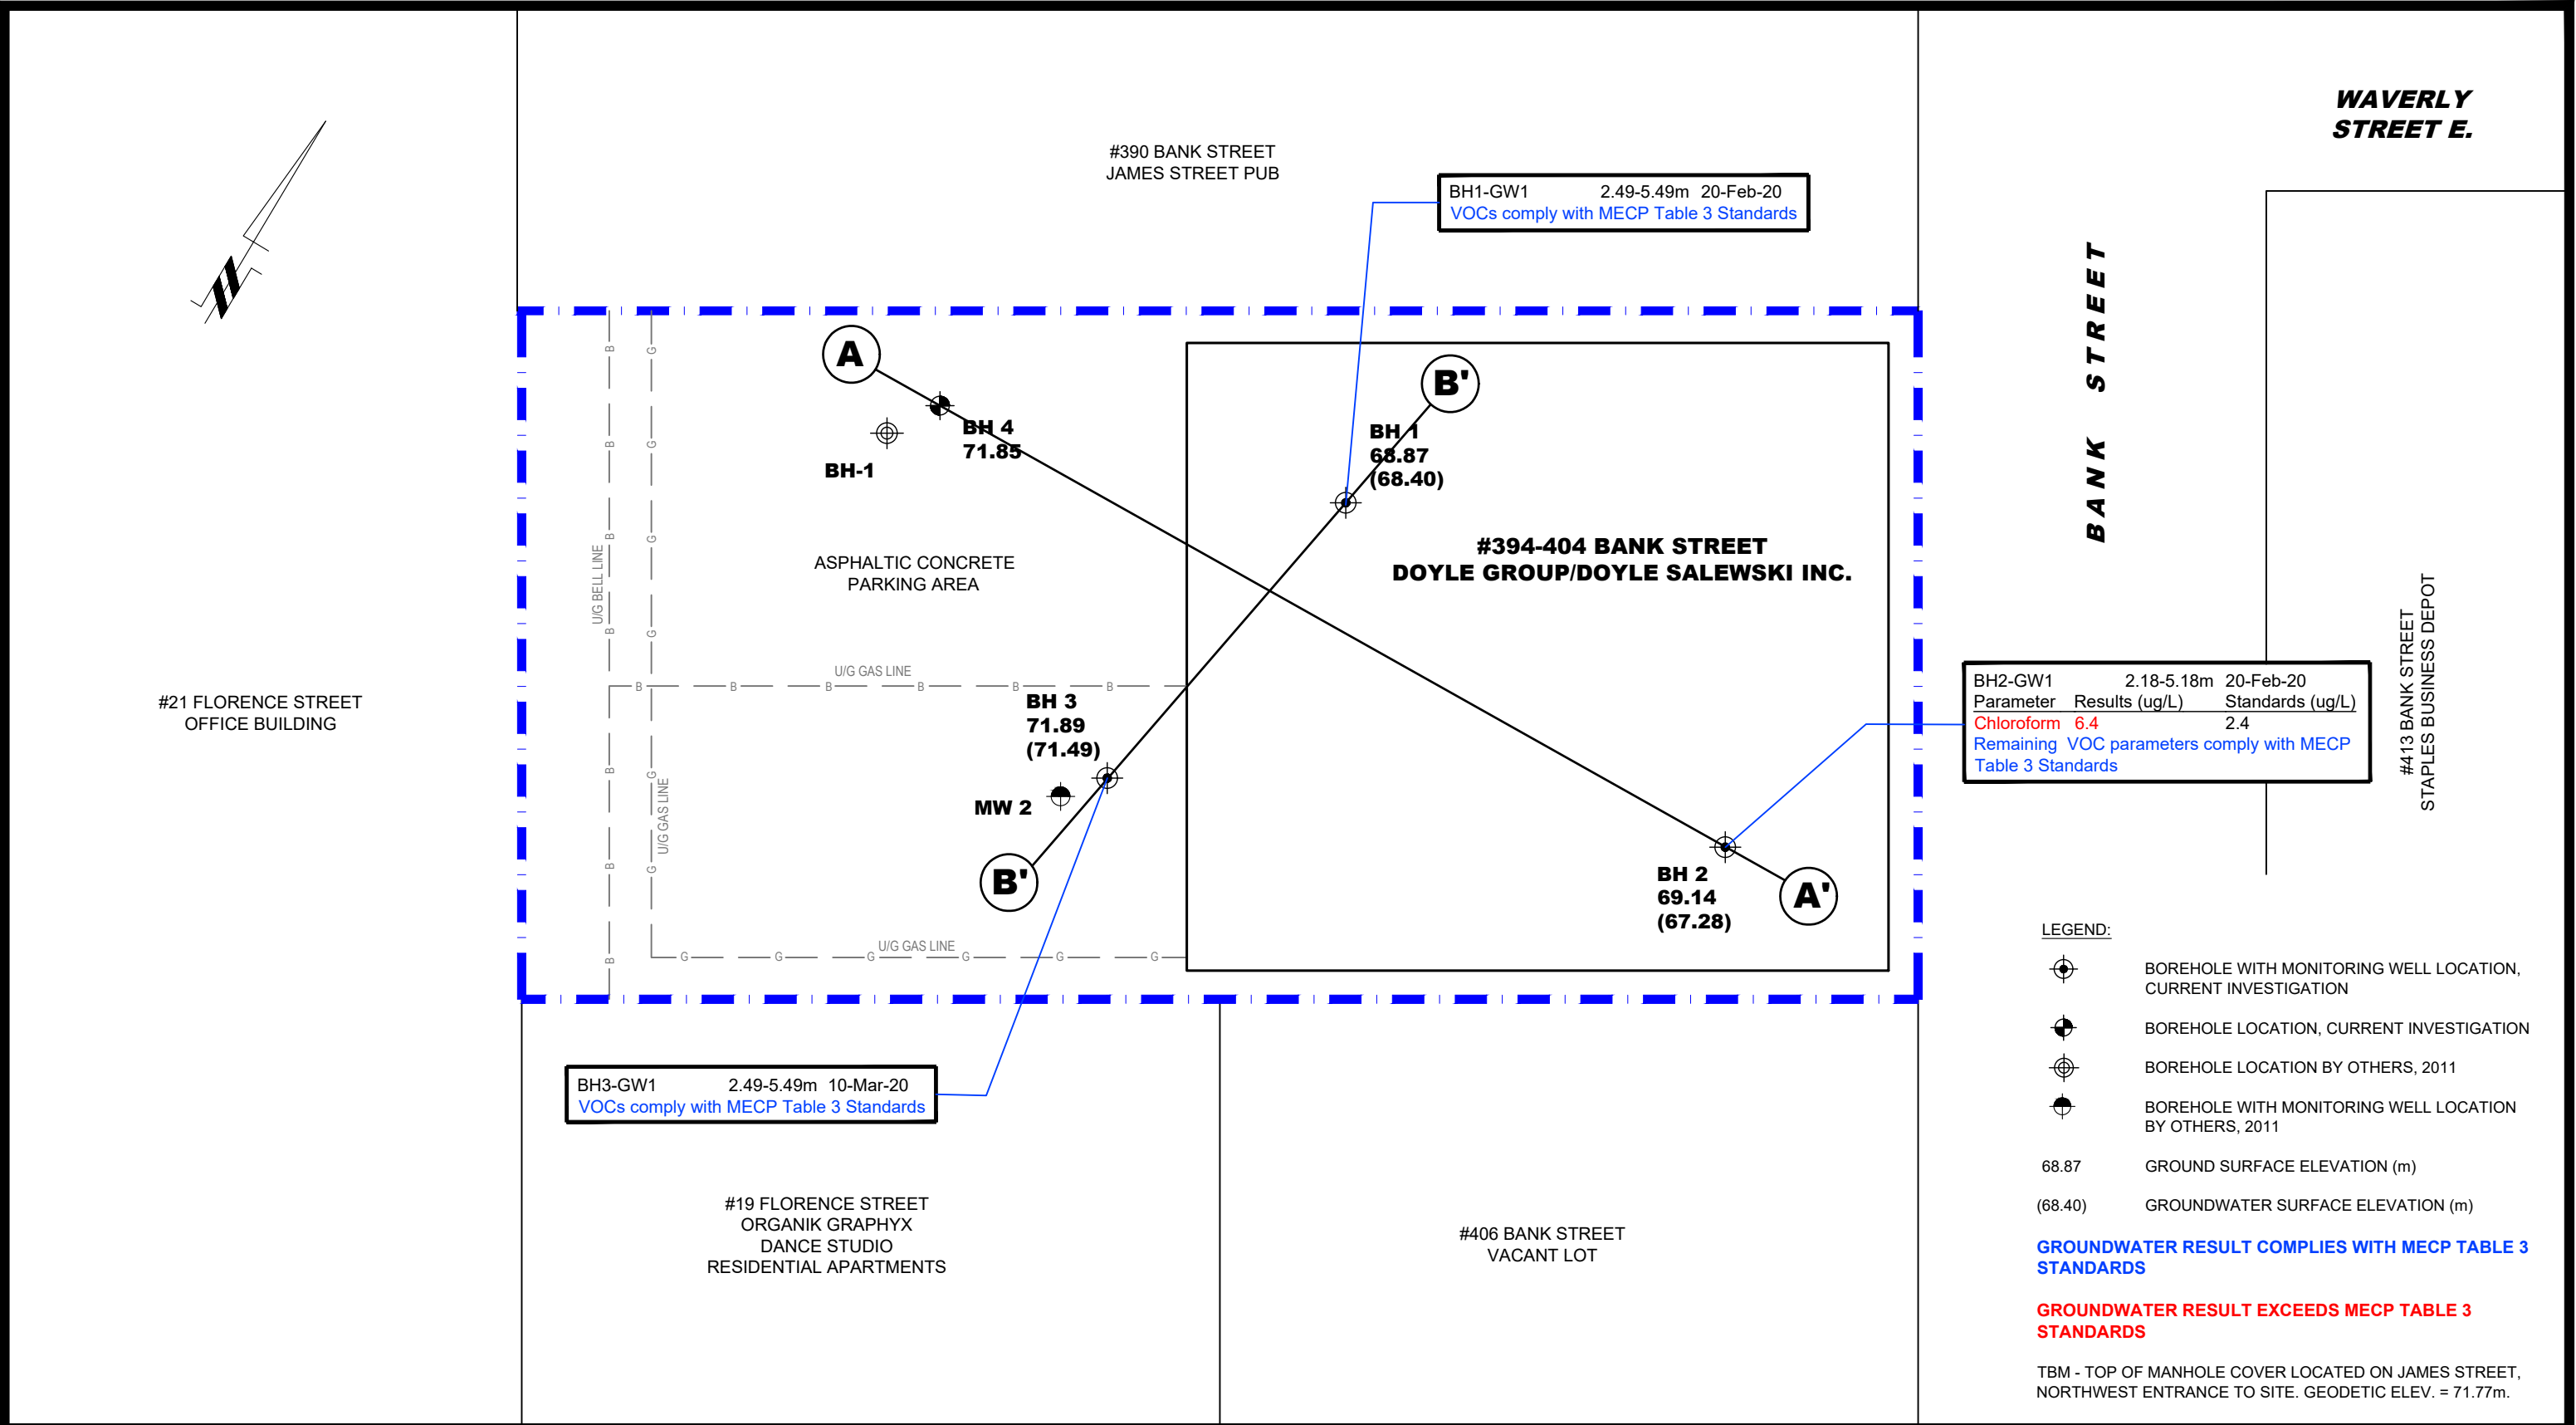 WAVERLY
STREET E.
#390 BANK STREET
JAMES STREET PUB
BH1-GW1 2.49-5.49m 20-Feb-20
VOCs comply with MECP Table 3 Standards
BANK STREET
A
B'
BH 4
71.85
BH-1
BH 1
68.87
(68.40)
#394-404 BANK STREET
DOYLE GROUP/DOYLE SALEWSKI INC.
ASPHALTIC CONCRETE
PARKING AREA
U/G BELL LINE
B
B
B
B
B
B
B
G
G
G
G
G
G
U/G GAS LINE
B
B
B
B
B
B
U/G GAS LINE
#21 FLORENCE STREET
OFFICE BUILDING
BH 3
71.89
(71.49)
MW 2
B'
BH 2
69.14
(67.28)
A'
U/G GAS LINE
G
G
G
G
G
G
BH2-GW1 2.18-5.18m 20-Feb-20
Parameter Results (ug/L) Standards (ug/L)
Chloroform 6.4 2.4
Remaining VOC parameters comply with MECP
Table 3 Standards
#413 BANK STREET
STAPLES BUSINESS DEPOT
BH3-GW1 2.49-5.49m 10-Mar-20
VOCs comply with MECP Table 3 Standards
#19 FLORENCE STREET
ORGANIK GRAPHYX
DANCE STUDIO
RESIDENTIAL APARTMENTS
#406 BANK STREET
VACANT LOT
LEGEND:
BOREHOLE WITH MONITORING WELL LOCATION,
CURRENT INVESTIGATION
BOREHOLE LOCATION, CURRENT INVESTIGATION
BOREHOLE LOCATION BY OTHERS, 2011
BOREHOLE WITH MONITORING WELL LOCATION
BY OTHERS, 2011
68.87 GROUND SURFACE ELEVATION (m)
(68.40) GROUNDWATER SURFACE ELEVATION (m)
GROUNDWATER RESULT COMPLIES WITH MECP TABLE 3
STANDARDS
GROUNDWATER RESULT EXCEEDS MECP TABLE 3
STANDARDS
TBM - TOP OF MANHOLE COVER LOCATED ON JAMES STREET,
NORTHWEST ENTRANCE TO SITE. GEODETIC ELEV. = 71.77m.